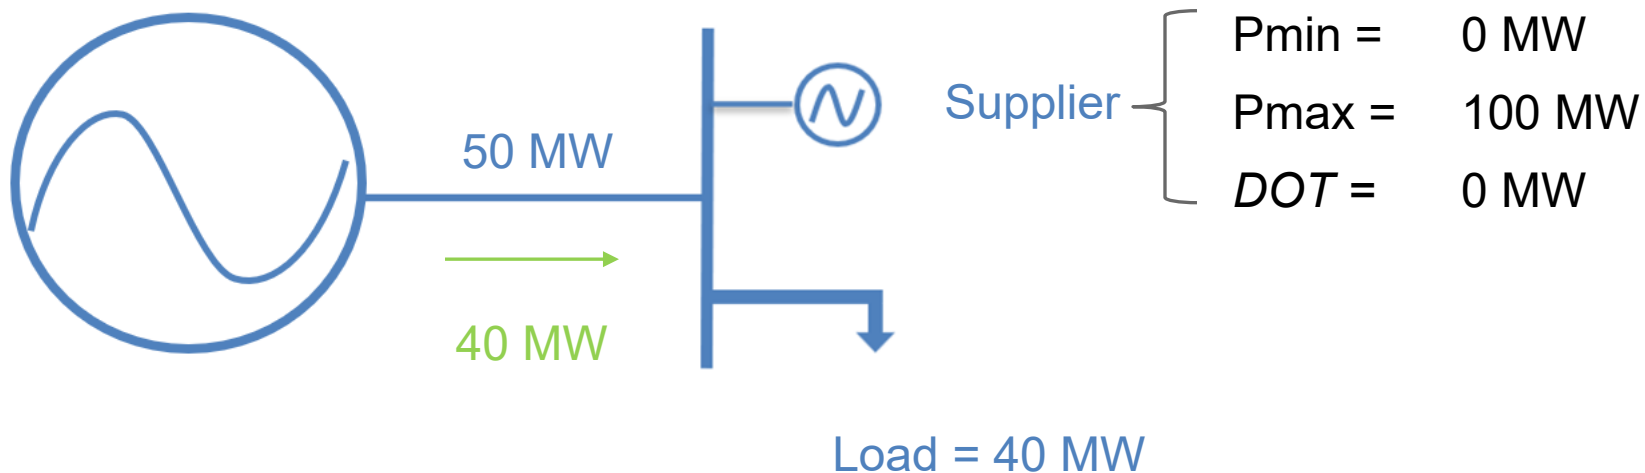 Pmin = 0 MW
Supplier
Pmax = 100 MW
DOT = 0 MW
50 MW
40 MW
Load = 40 MW